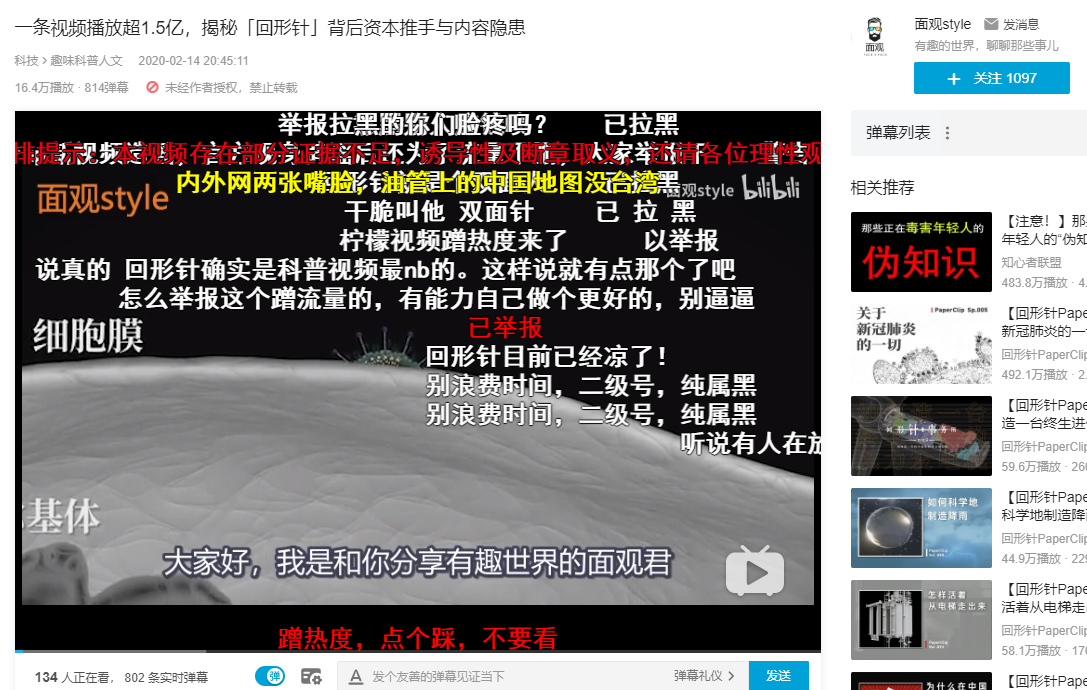 一条视频播放超1.5亿，揭秘「回形针」背后资本推手与内容隐患
科技 > 趣味科普人文 2020-02-14 20:45:11
16.4万播放 · 814弹幕 未经作者授权，禁止转载
举报拉黑的你们脸疼吗？ 已拉黑
提示：本视频存在部分证据不足，诱导性及断章取义，还请各位理性观
内外网两张嘴脸，油管上的中国地图没台湾
面观style
面观style bilibili
干脆叫他 双面针 已 拉 黑
柠檬视频蹭热度来了 以举报
说真的 回形针确实是科普视频最nb的。这样说就有点那个了吧
怎么举报这个蹭流量的，有能力自己做个更好的，别逼逼
细胞膜
已举报
回形针目前已经凉了！
别浪费时间，二级号，纯属黑
别浪费时间，二级号，纯属黑
听说有人在放
基体
大家好，我是和你分享有趣世界的面观君
蹭热度，点个踩，不要看
134 人正在看， 802 条实时弹幕
弹
A 发个友善的弹幕见证当下
弹幕礼仪 >
发送
面观
面观style 发消息
有趣的世界，聊聊那些事儿
+ 关注 1097
弹幕列表
相关推荐
那些正在毒害年轻人的
伪知识
【注意！】那
年轻人的“伪知
知心者联盟
483.8万播放 · 4.
关于
新冠肺炎
的一切
PaperClip Sp.005
【回形针Pape
新冠肺炎的一
回形针PaperClip
492.1万播放 · 2.
【回形针Pape
造一台终生进
回形针PaperClip
59.6万播放 · 260
如何科学地
制造降雨
PaperClip
【回形针Pape
科学地制造降
回形针PaperClip
44.9万播放 · 229
怎样活着
从电梯走出来
PaperClip
【回形针Pape
活着从电梯走
回形针PaperClip
58.1万播放 · 176
为什么在中国
【回形针Pape